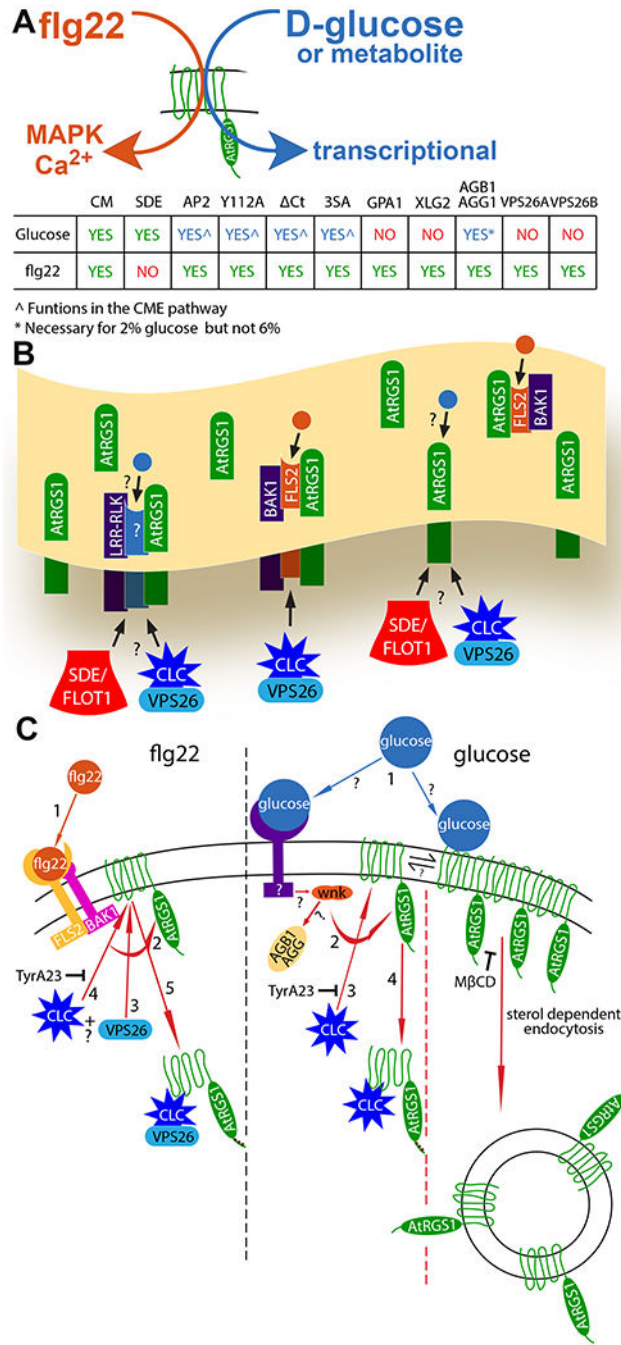 A
flg22
D-glucose
or metabolite
AtRGS1
MAPK
Ca2+
transcriptional
CM SDE AP2 Y112A ΔCt 3SA GPA1 XLG2 AGB1 AGG1 VPS26A VPS26B
Glucose YES YES YES^ YES^ YES^ YES^ NO NO YES* NO NO
flg22 YES NO YES YES YES YES YES YES YES YES YES
^ Funtions in the CME pathway
* Necessary for 2% glucose but not 6%
B
AtRGS1
AtRGS1
?
LRR-RLK
?
AtRGS1
AtRGS1
BAK1
FLS2
AtRGS1
AtRGS1
?
AtRGS1
AtRGS1
FLS2
BAK1
AtRGS1
SDE/
FLOT1
?
CLC
VPS26
CLC
VPS26
SDE/
FLOT1
?
CLC
VPS26
C
flg22
glucose
flg22
1
flg22
FLS2
BAK1
AtRGS1
2
TyrA23
4
CLC
+
?
3
VPS26
5
CLC
VPS26
AtRGS1
glucose
?
1
?
glucose
glucose
?
?
wnk
?
AGB1
AGG
2
AtRGS1
?
TyrA23
3
CLC
4
CLC
AtRGS1
AtRGS1
AtRGS1
AtRGS1
MβCD
sterol dependent
endocytosis
AtRGS1
AtRGS1
AtRGS1